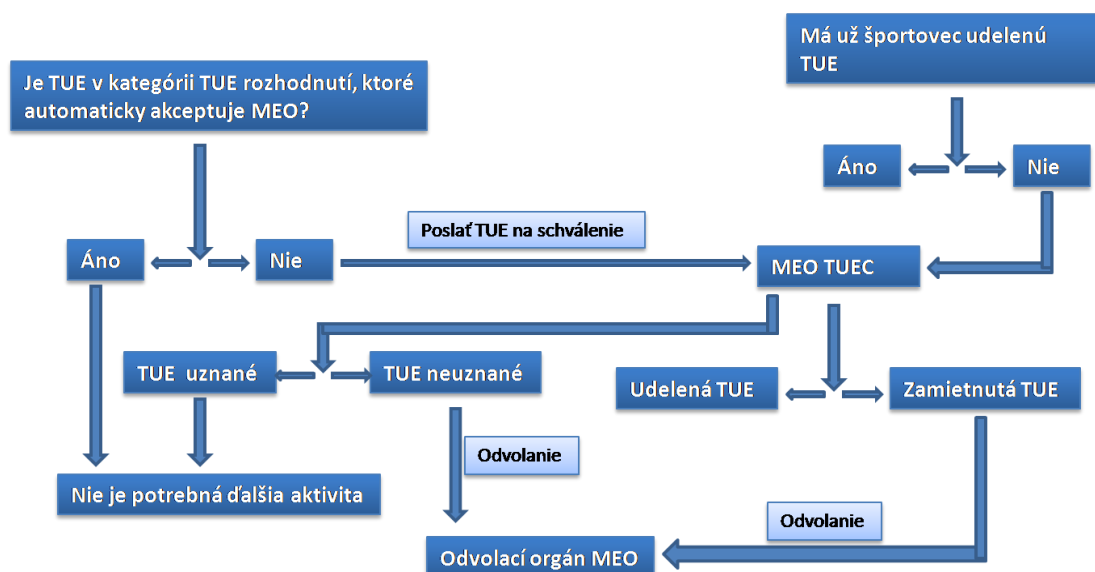 Má už športovec udelenú
TUE
Je TUE v kategórii TUE rozhodnutí, ktoré
automaticky akceptuje MEO?
Áno
Nie
Poslať TUE na schválenie
Áno
Nie
MEO TUEC
TUE uznané
TUE neuznané
Udelená TUE
Zamietnutá TUE
Odvolanie
Nie je potrebná ďalšia aktivita
Odvolanie
Odvolací orgán MEO